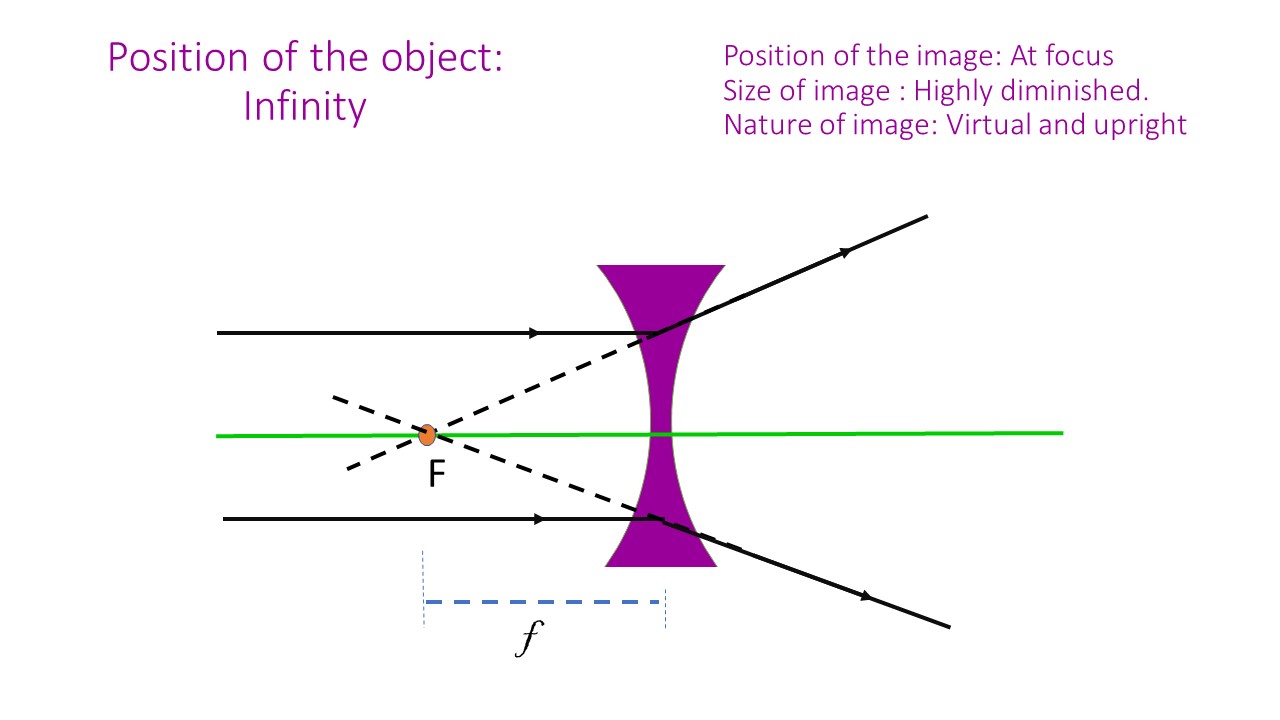 Position of the object:
Infinity
Position of the image: At focus
Size of image : Highly diminished.
Nature of image: Virtual and upright
F
f